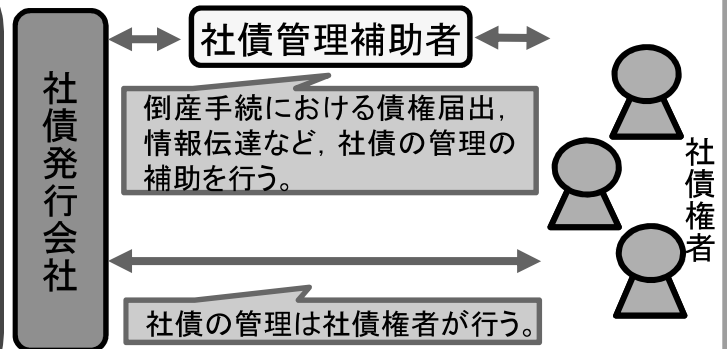 社債発行会社
社債管理補助者
倒産手続における債権届出,
情報伝達など, 社債の管理の
補助を行う。
社債権者
社債の管理は社債権者が行う。